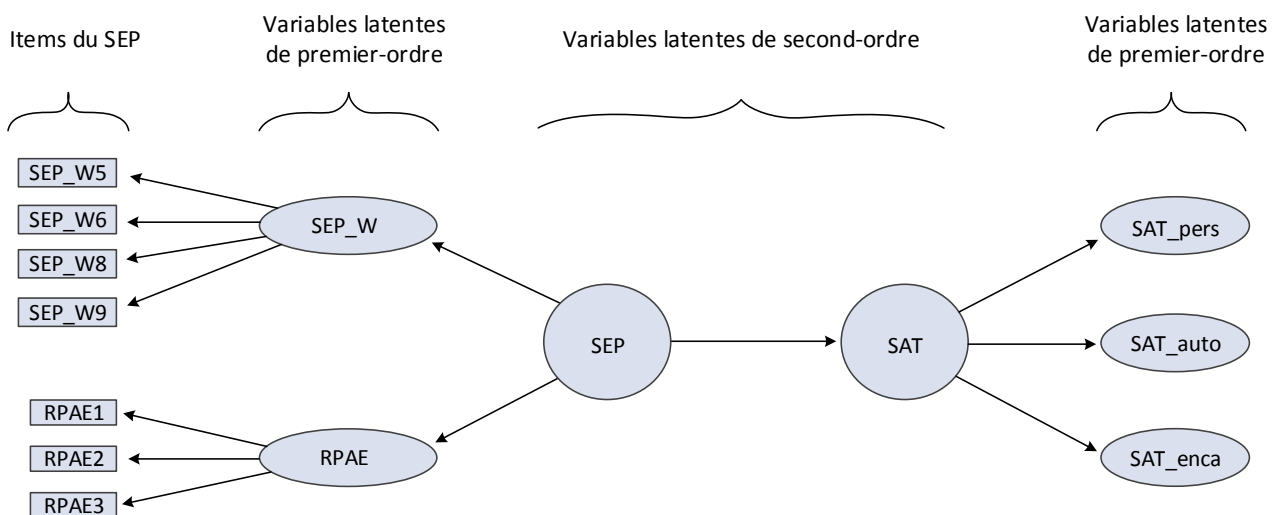 Items du SEP
Variables latentes
de premier-ordre
Variables latentes de second-ordre
Variables latentes
de premier-ordre
SEP_W5
SEP_W6
SEP_W8
SEP_W9
SEP_W
RPAE1
RPAE2
RPAE3
RPAE
SEP
SAT
SAT_pers
SAT_auto
SAT_enca